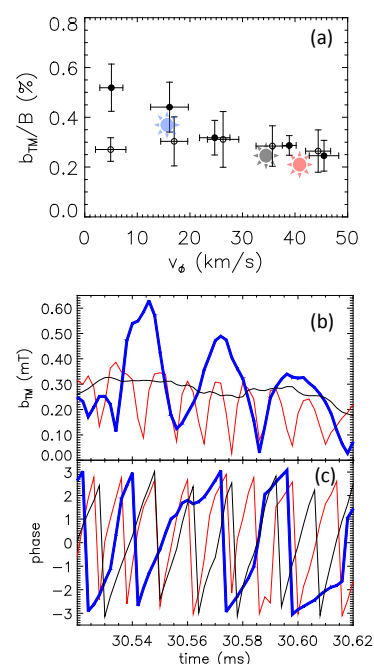 (a)
0.8
0.6
0.4
0.2
0.0
b_TM/B (%)
0 10 20 30 40 50
v_ϕ (km/s)
(b)
0.60
0.50
0.40
0.30
0.20
0.10
0.00
b_TM (mT)
(c)
3
2
1
0
-1
-2
-3
phase
30.54 30.56 30.58 30.60 30.62
time (ms)